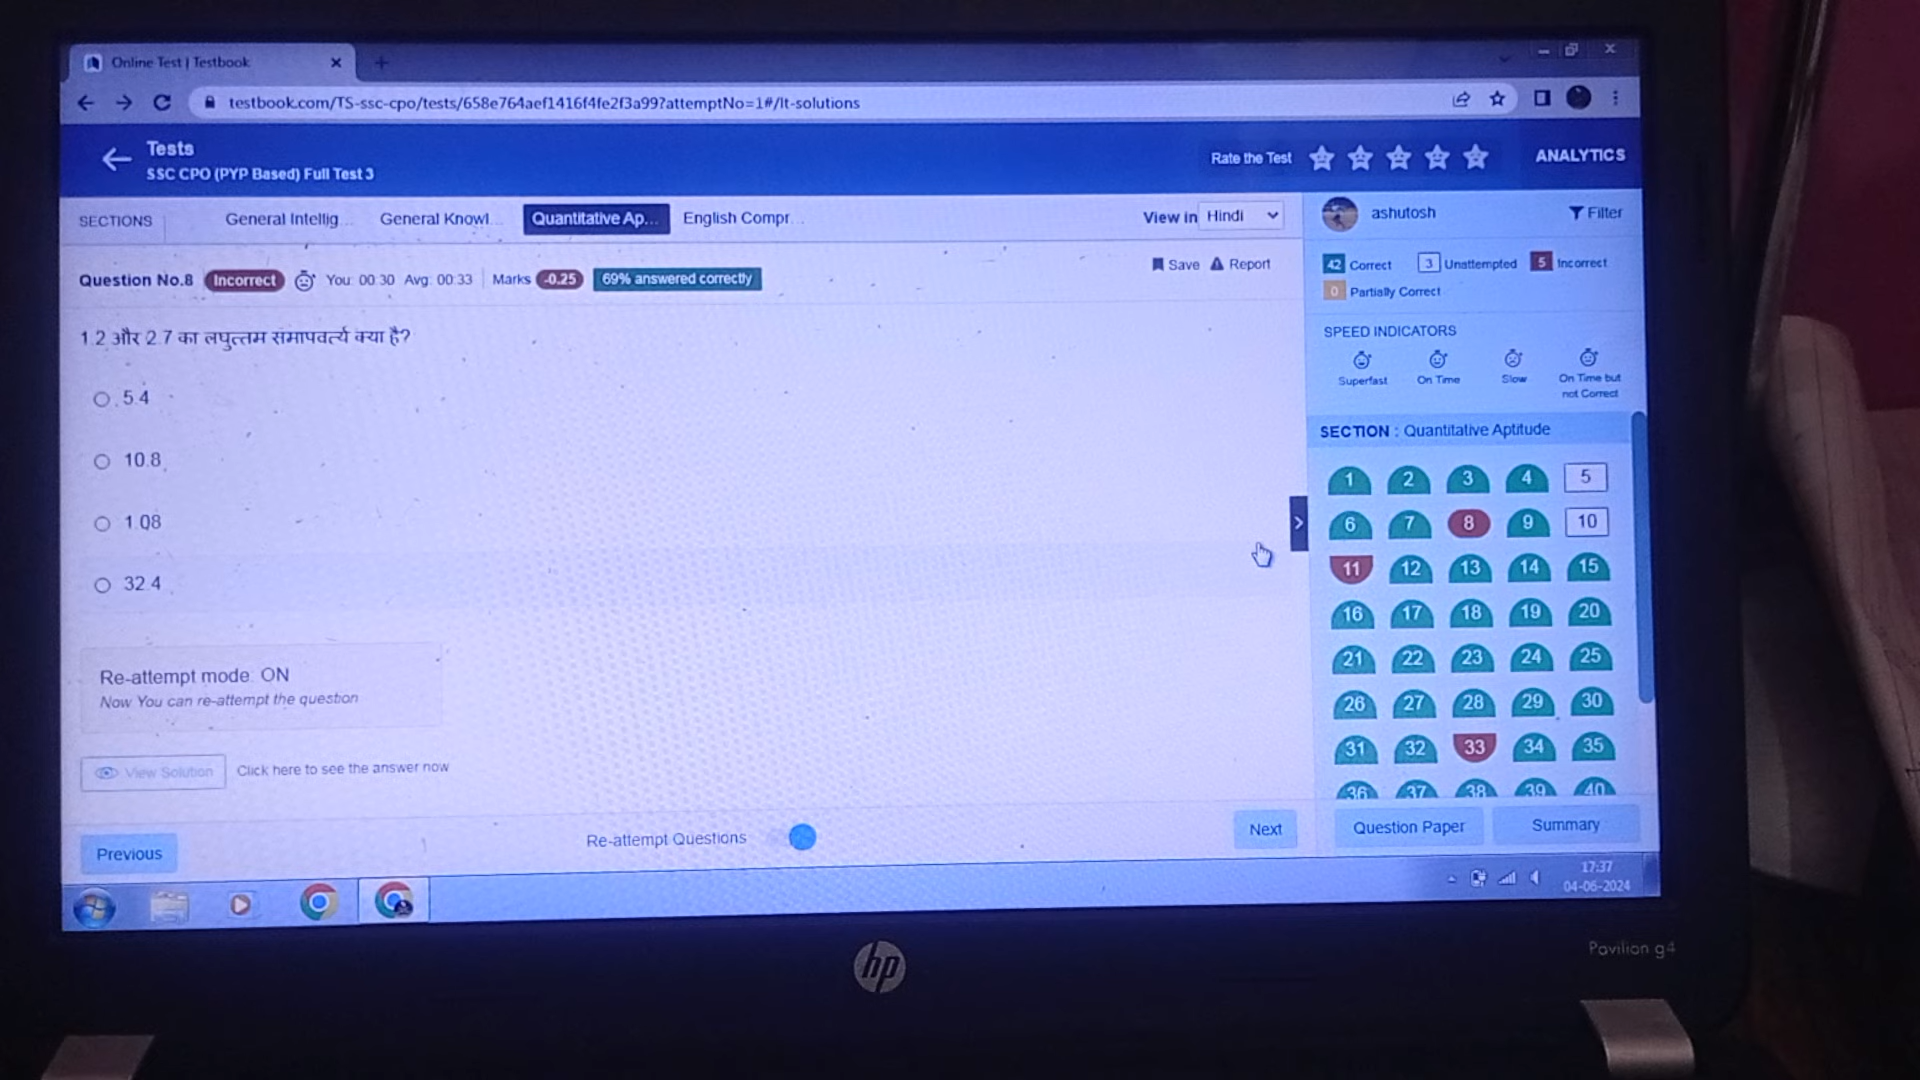 Online Test | Testbook
testbook.com/TS-ssc-cpo/tests/658e764aef1416f4fe2f3a99?attemptNo=1#/lt-solutions
Tests
SSC CPO (PYP Based) Full Test 3
Rate the Test
ANALYTICS
SECTIONS General Intellig... General Knowl... Quantitative Ap... English Compr...
View in Hindi
ashutosh
Filter
Question No.8 Incorrect You: 00:30 Avg: 00:33 Marks -0.25 69% answered correctly
Save Report
42 Correct 3 Unattempted 5 Incorrect
0 Partially Correct
1.2 और 2.7 का लघुत्तम समापवर्त्य क्या है?
5.4
10.8
1.08
32.4
SPEED INDICATORS
Superfast On Time Slow On Time but
not Correct
SECTION : Quantitative Aptitude
1 2 3 4 5
6 7 8 9 10
11 12 13 14 15
16 17 18 19 20
21 22 23 24 25
26 27 28 29 30
31 32 33 34 35
36 37 38 39 40
Re-attempt mode: ON
Now You can re-attempt the question
View Solution Click here to see the answer now
Previous
Re-attempt Questions
Next
Question Paper
Summary
17:37
04-06-2024
hp
Pavilion g4